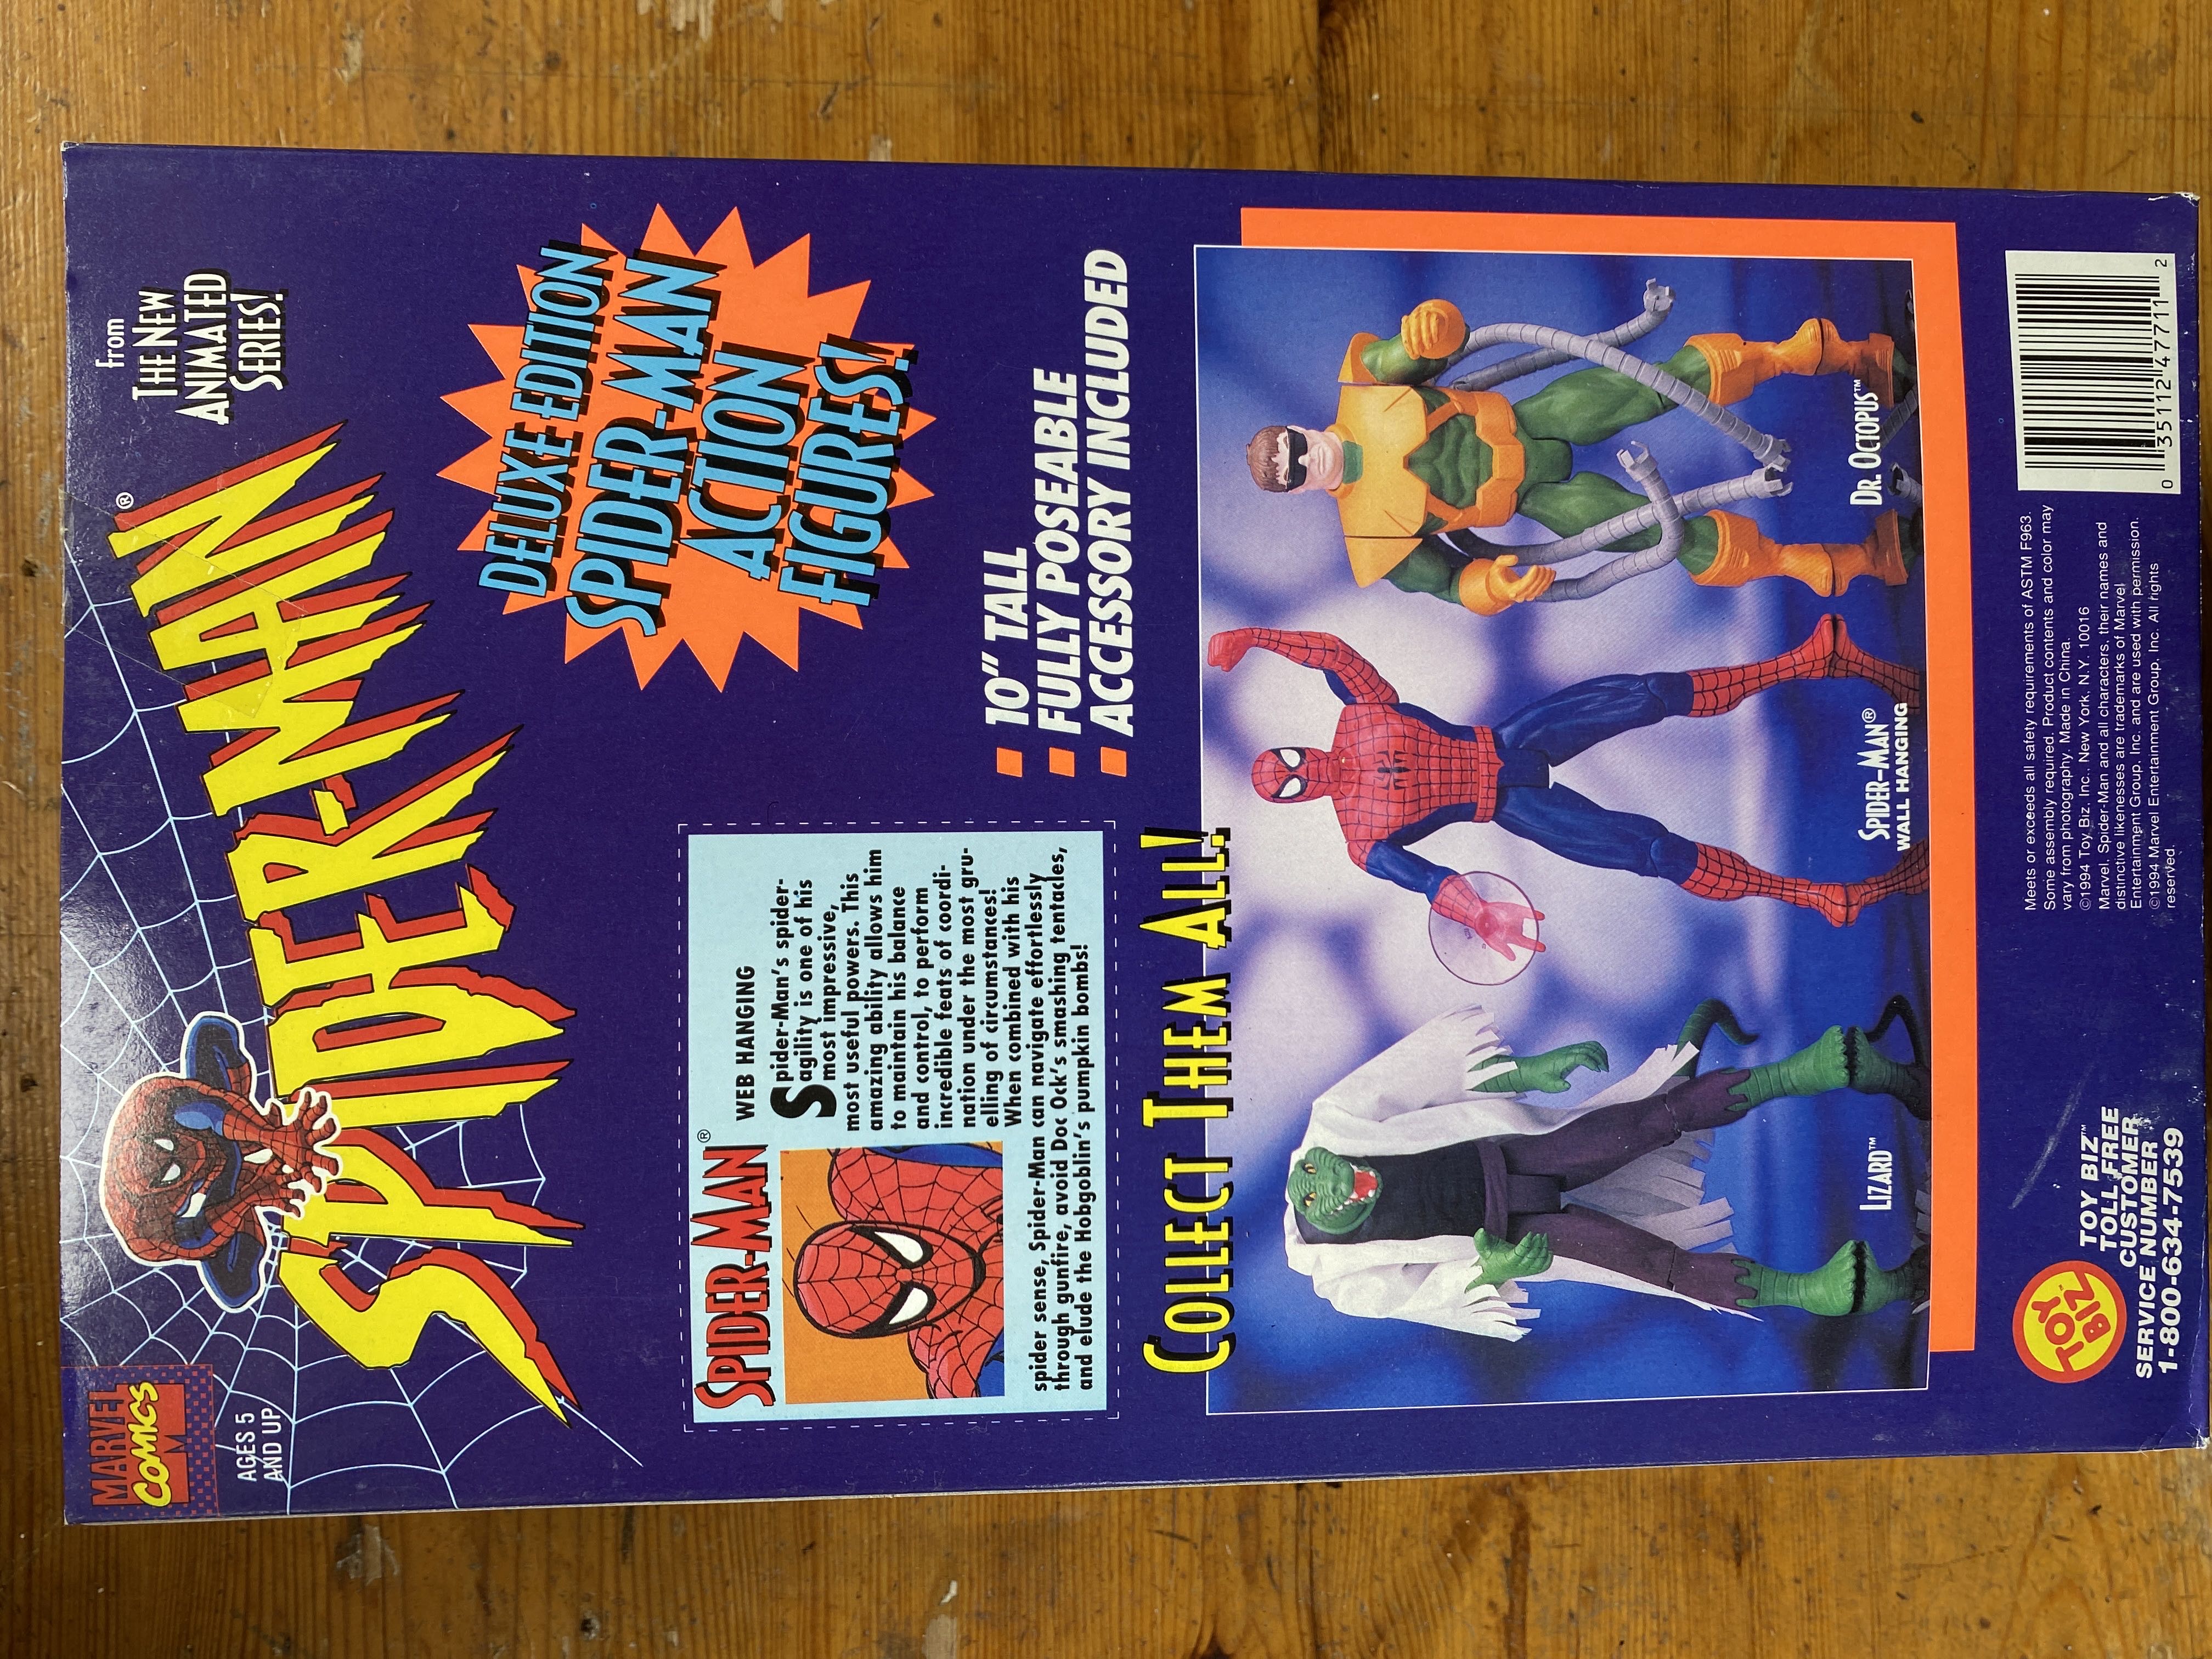 MARVEL
COMICS
AGES 5
AND UP
from
THE NEW
ANIMATED
SERIES!
SPIDER-MAN®
DELUXE EDITION
SPIDER-MAN
ACTION
FIGURES!
SPIDER-MAN®
WEB HANGING
Spider-Man's spider-
agility is one of his
most impressive,
most useful powers. This
amazing ability allows him
to maintain his balance
and control, to perform
incredible feats of coordi-
nation under the most gru-
elling of circumstances!
When combined with his
spider sense, Spider-Man can navigate effortlessly
through gunfire, avoid Doc Ock's smashing tentacles,
and elude the Hobgoblin's pumpkin bombs!
10" TALL
FULLY POSEABLE
ACCESSORY INCLUDED
COLLECT THEM ALL!
LIZARD™
SPIDER-MAN®
WALL HANGING
DR. OCTOPUS™
TOY BIZ
TOY BIZ™
TOLL FREE
CUSTOMER
SERVICE NUMBER
1-800-634-7539
Meets or exceeds all safety requirements of ASTM F963.
Some assembly required. Product contents and color may
vary from photography. Made in China.
©1994 Toy Biz, Inc., New York, N.Y. 10016
Marvel, Spider-Man and all characters, their names and
distinctive likenesses are trademarks of Marvel
Entertainment Group, Inc. and are used with permission.
©1994 Marvel Entertainment Group, Inc. All rights
reserved.
0 35112 47711 2